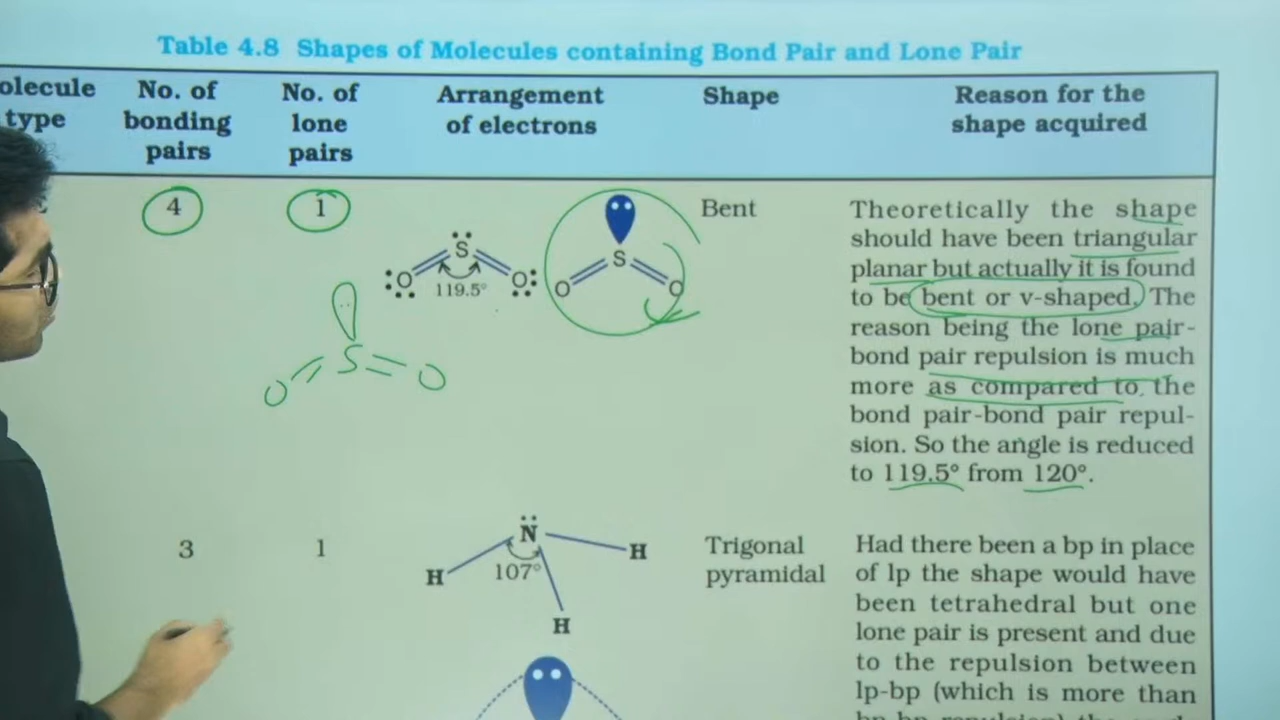 Table 4.8 Shapes of Molecules containing Bond Pair and Lone Pair
olecule type
No. of bonding pairs
No. of lone pairs
Arrangement of electrons
Shape
Reason for the shape acquired
4
1
:O S O:
119.5°
S
O O
Bent
Theoretically the shape
should have been triangular
planar but actually it is found
to be bent or v-shaped. The
reason being the lone pair-
bond pair repulsion is much
more as compared to the
bond pair-bond pair repul-
sion. So the angle is reduced
to 119.5° from 120°.
O=S=O
3
1
N
H
H
107°
H
Trigonal
pyramidal
Had there been a bp in place
of lp the shape would have
been tetrahedral but one
lone pair is present and due
to the repulsion between
lp-bp (which is more than